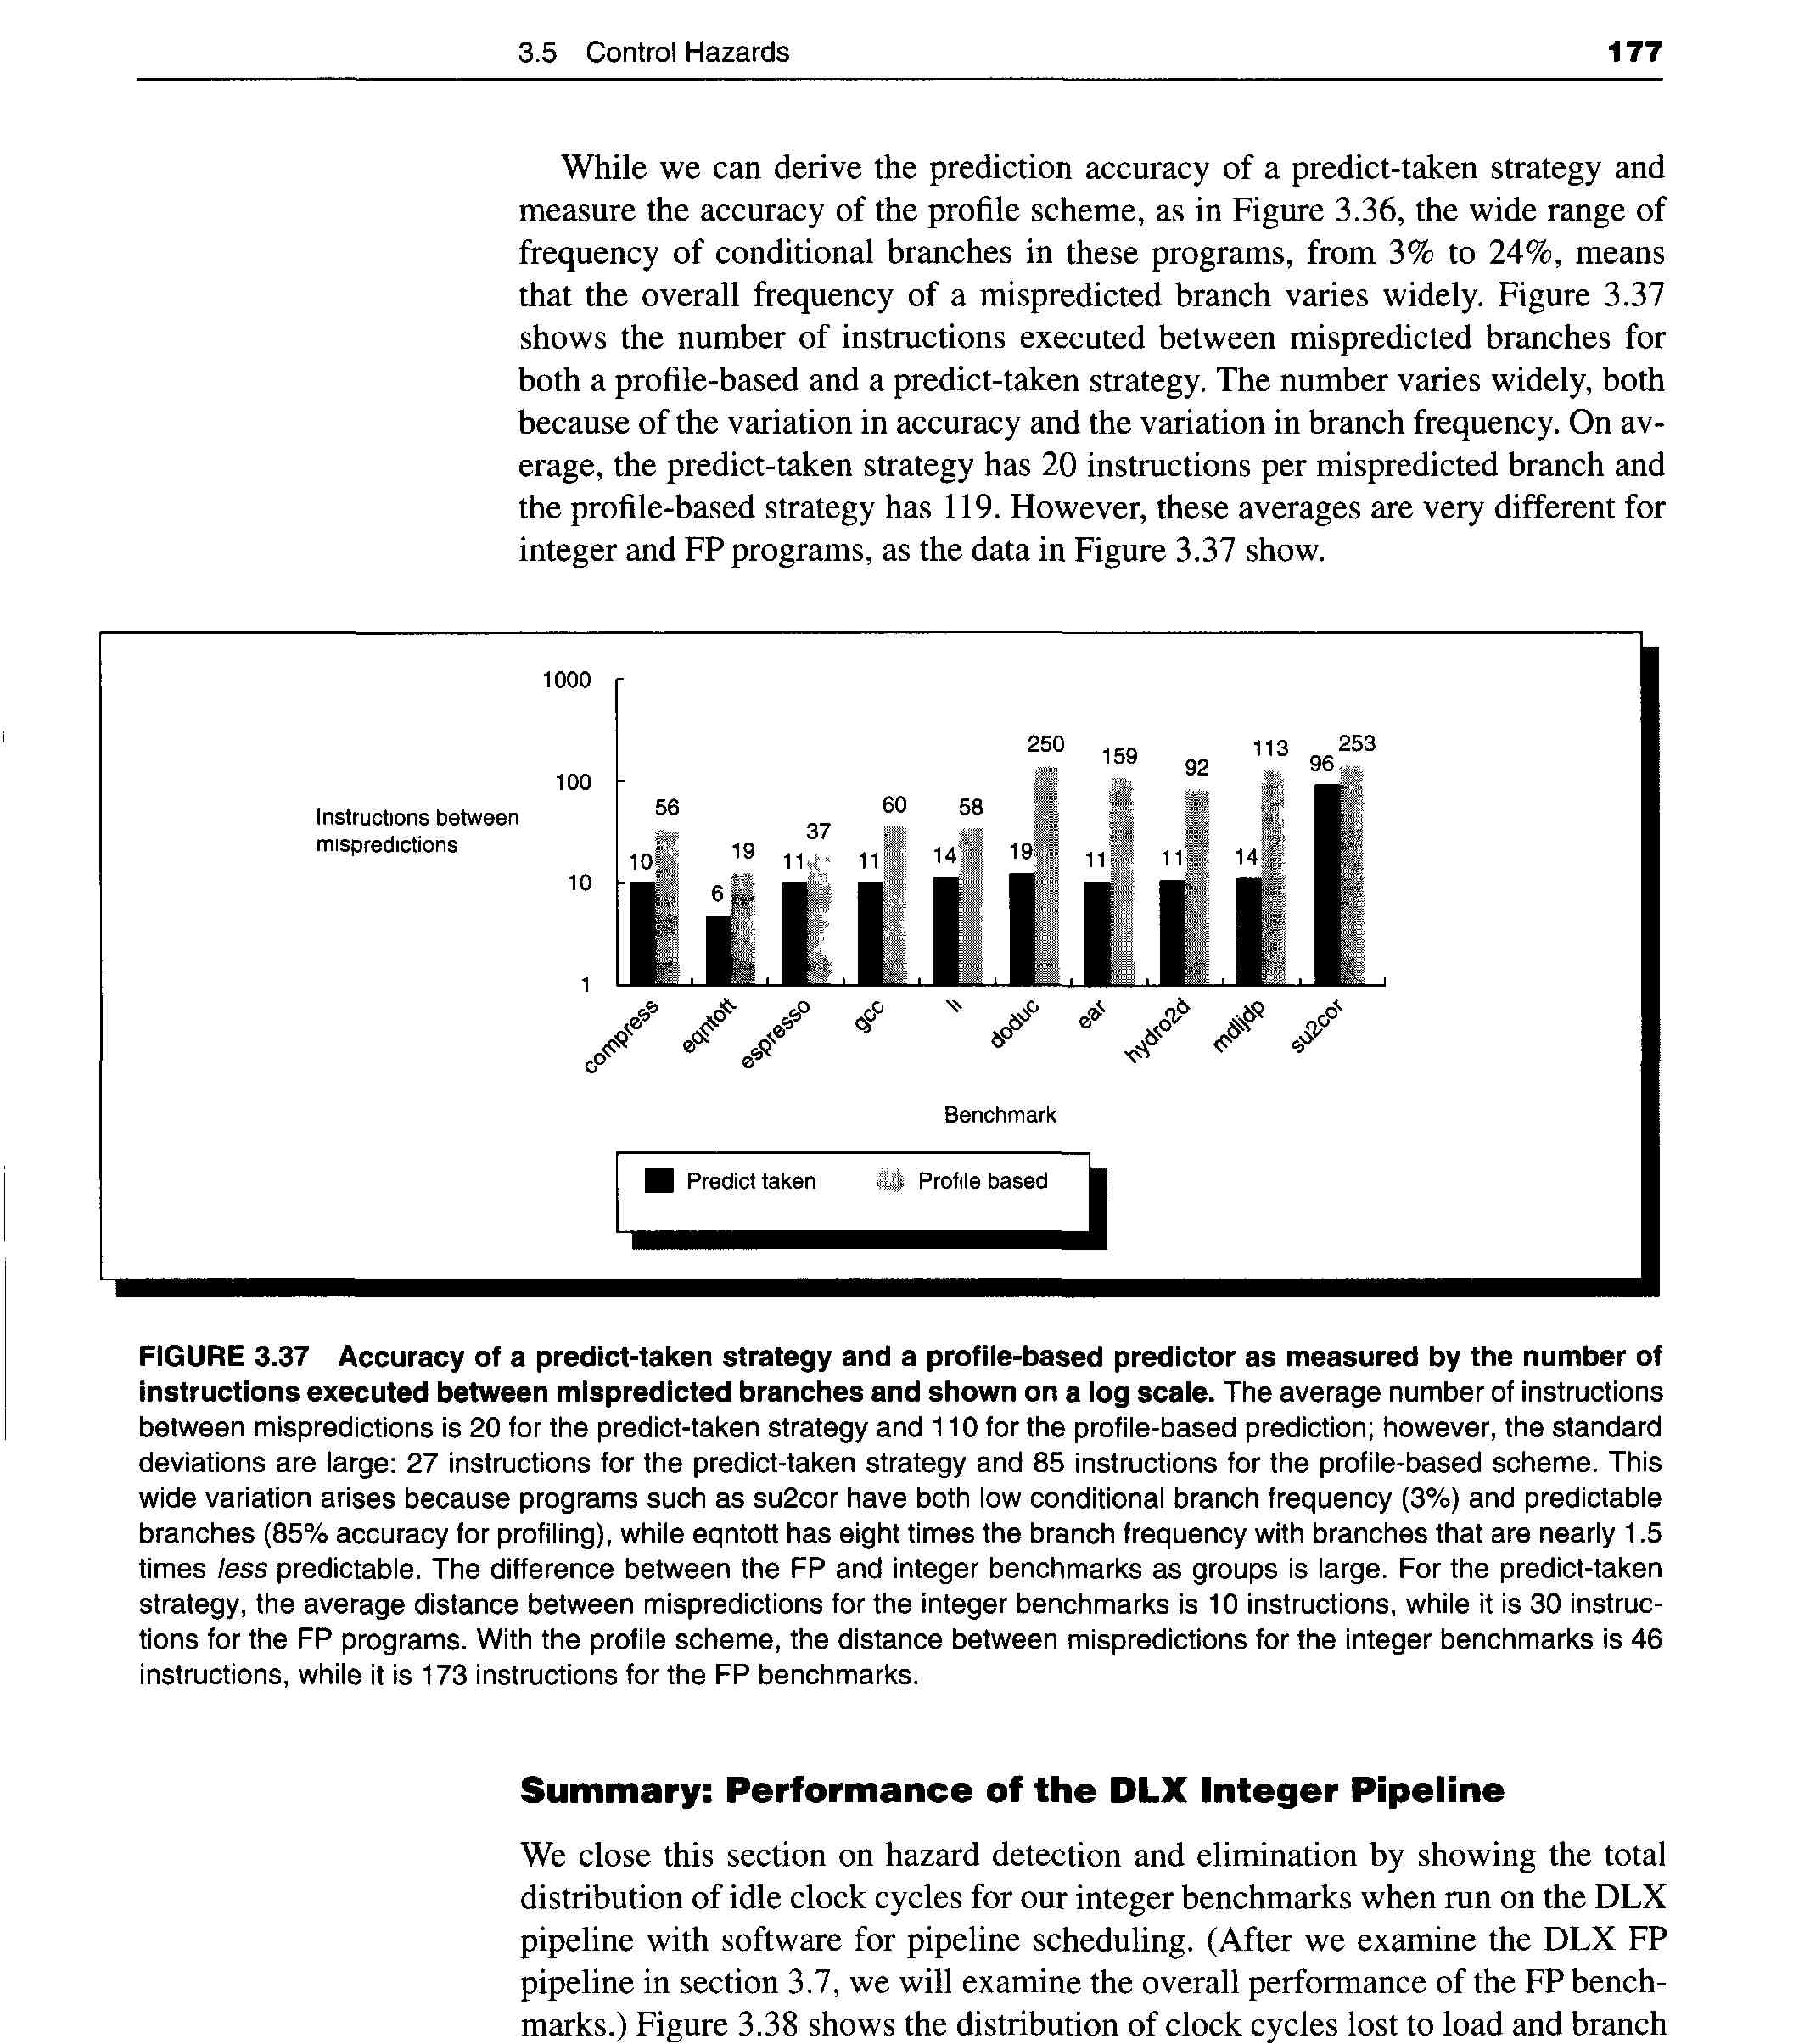 3.5 Control Hazards 177
While we can derive the prediction accuracy of a predict-taken strategy and
measure the accuracy of the profile scheme, as in Figure 3.36, the wide range of
frequency of conditional branches in these programs, from 3% to 24%, means
that the overall frequency of a mispredicted branch varies widely. Figure 3.37
shows the number of instructions executed between mispredicted branches for
both a profile-based and a predict-taken strategy. The number varies widely, both
because of the variation in accuracy and the variation in branch frequency. On av-
erage, the predict-taken strategy has 20 instructions per mispredicted branch and
the profile-based strategy has 119. However, these averages are very different for
integer and FP programs, as the data in Figure 3.37 show.
1000
100
10
1
Instructions between
mispredictions
10 56
6 19
11 37
11 60
14 58
19 250
11 159
11 92
14 113
96 253
compress eqntott espresso gcc li doduc ear hydro2d mdljdp su2cor
Benchmark
Predict taken Profile based
FIGURE 3.37 Accuracy of a predict-taken strategy and a profile-based predictor as measured by the number of
instructions executed between mispredicted branches and shown on a log scale. The average number of instructions
between mispredictions is 20 for the predict-taken strategy and 110 for the profile-based prediction; however, the standard
deviations are large: 27 instructions for the predict-taken strategy and 85 instructions for the profile-based scheme. This
wide variation arises because programs such as su2cor have both low conditional branch frequency (3%) and predictable
branches (85% accuracy for profiling), while eqntott has eight times the branch frequency with branches that are nearly 1.5
times less predictable. The difference between the FP and integer benchmarks as groups is large. For the predict-taken
strategy, the average distance between mispredictions for the integer benchmarks is 10 instructions, while it is 30 instruc-
tions for the FP programs. With the profile scheme, the distance between mispredictions for the integer benchmarks is 46
instructions, while it is 173 instructions for the FP benchmarks.
Summary: Performance of the DLX Integer Pipeline
We close this section on hazard detection and elimination by showing the total
distribution of idle clock cycles for our integer benchmarks when run on the DLX
pipeline with software for pipeline scheduling. (After we examine the DLX FP
pipeline in section 3.7, we will examine the overall performance of the FP bench-
marks.) Figure 3.38 shows the distribution of clock cycles lost to load and branch